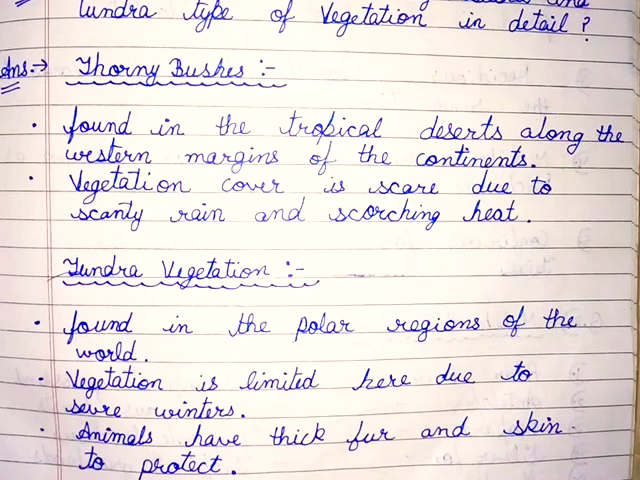 and
tundra type of Vegetation in detail ?
Ans.→ Thorny Bushes :-
• found in the tropical deserts along the
western margins of the continents.
• Vegetation cover is scare due to
scanty rain and scorching heat.
Tundra Vegetation :-
• found in the polar regions of the
world.
• Vegetation is limited here due to
sevre winters.
• Animals have thick fur and skin
to protect.